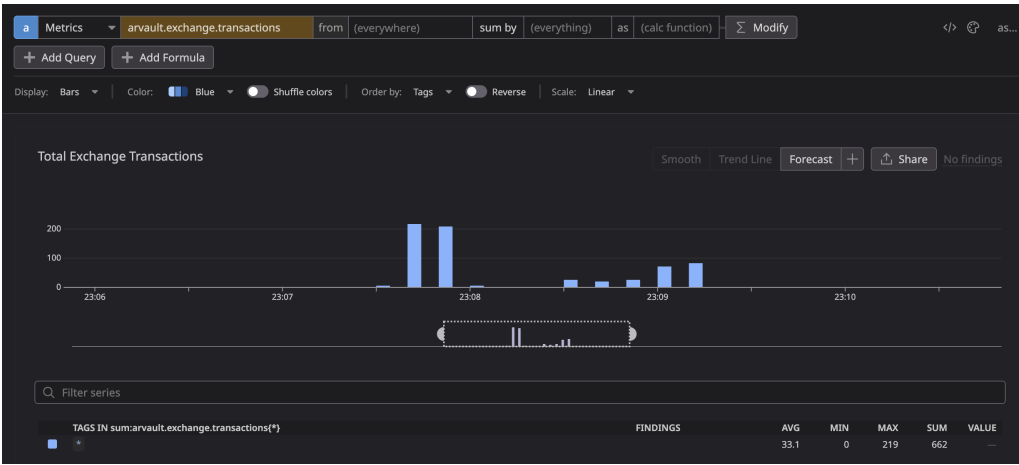 a Metrics arvault.exchange.transactions from (everywhere) sum by (everything) as (calc function) Σ Modify </> as...
+ Add Query + Add Formula
Display: Bars Color: Blue Shuffle colors Order by: Tags Reverse Scale: Linear
Total Exchange Transactions
Smooth Trend Line Forecast + Share No findings
200
100
0
23:06 23:07 23:08 23:09 23:10
Filter series
TAGS IN sum:arvault.exchange.transactions{*} FINDINGS AVG MIN MAX SUM VALUE
* 33.1 0 219 662 —